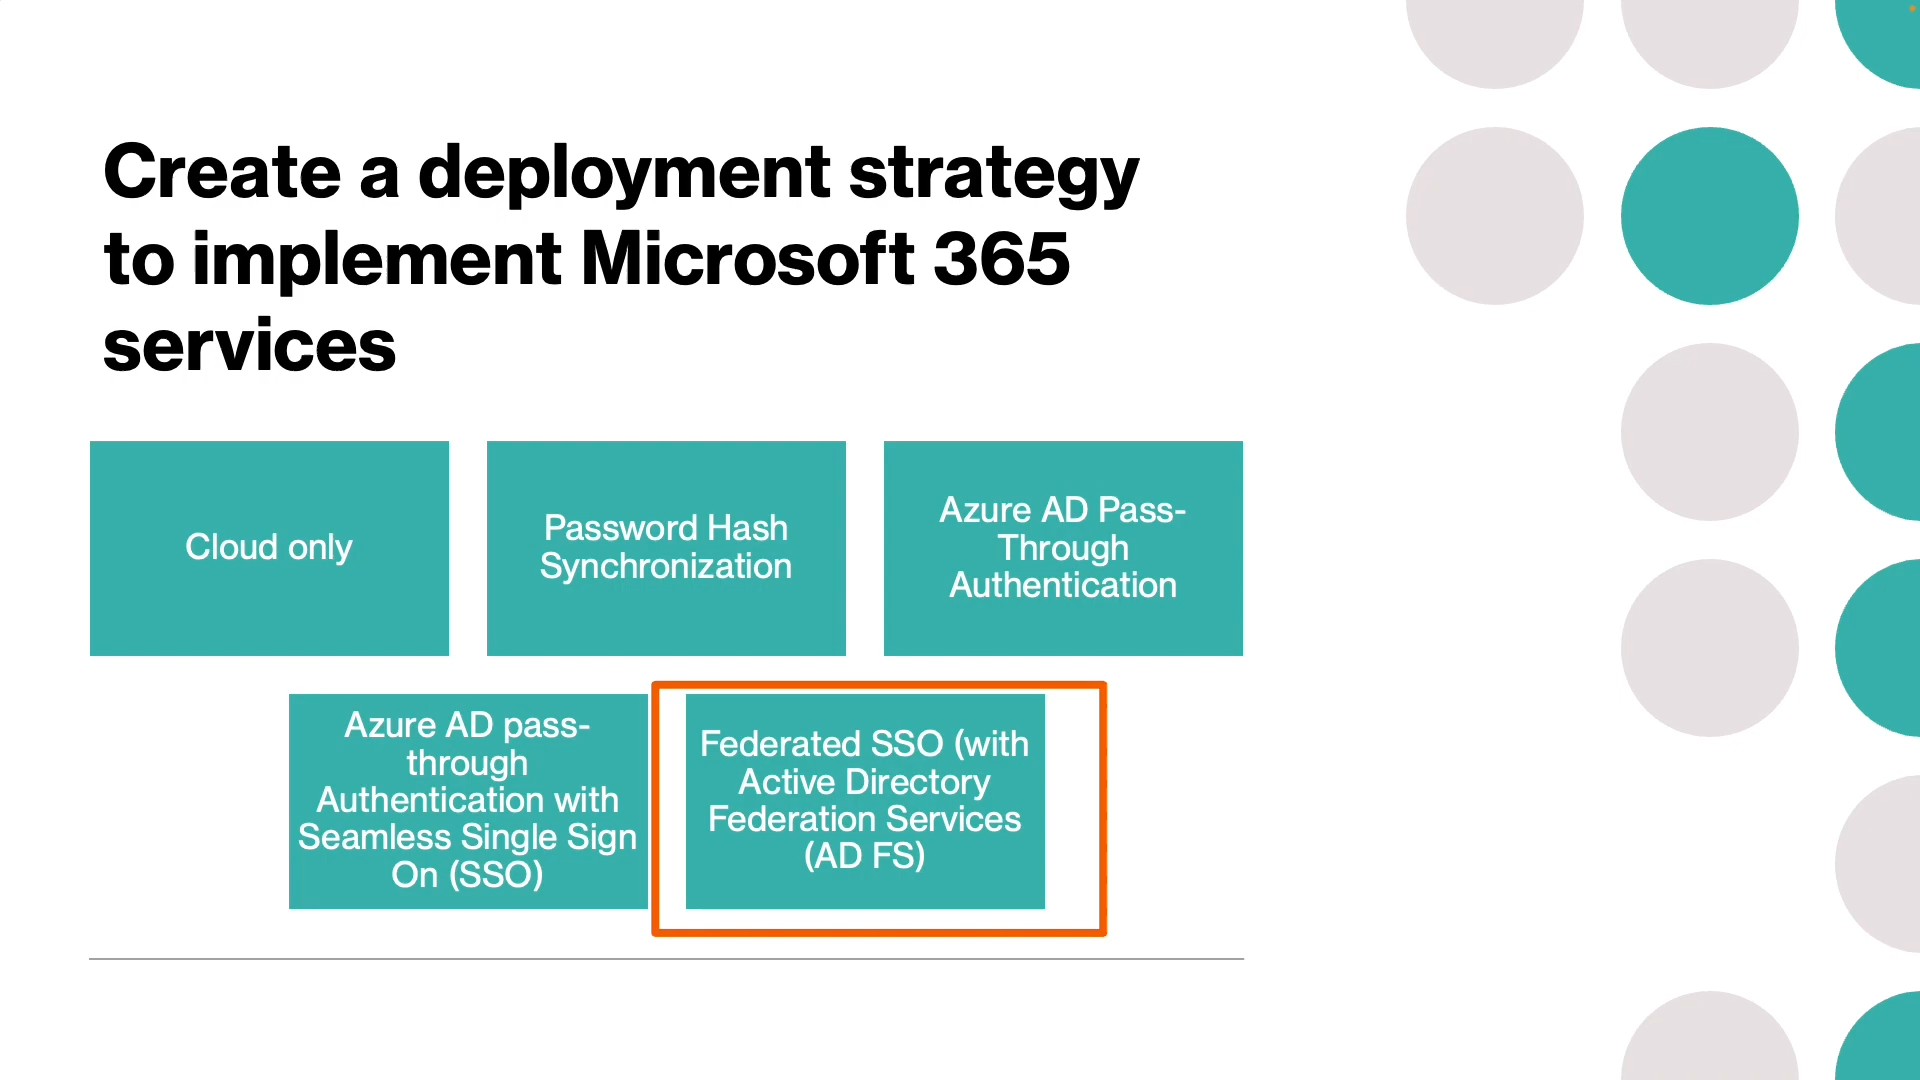 Create a deployment strategy
to implement Microsoft 365
services
Cloud only
Password Hash
Synchronization
Azure AD Pass-
Through
Authentication
Azure AD pass-
through
Authentication with
Seamless Single Sign
On (SSO)
Federated SSO (with
Active Directory
Federation Services
(AD FS)